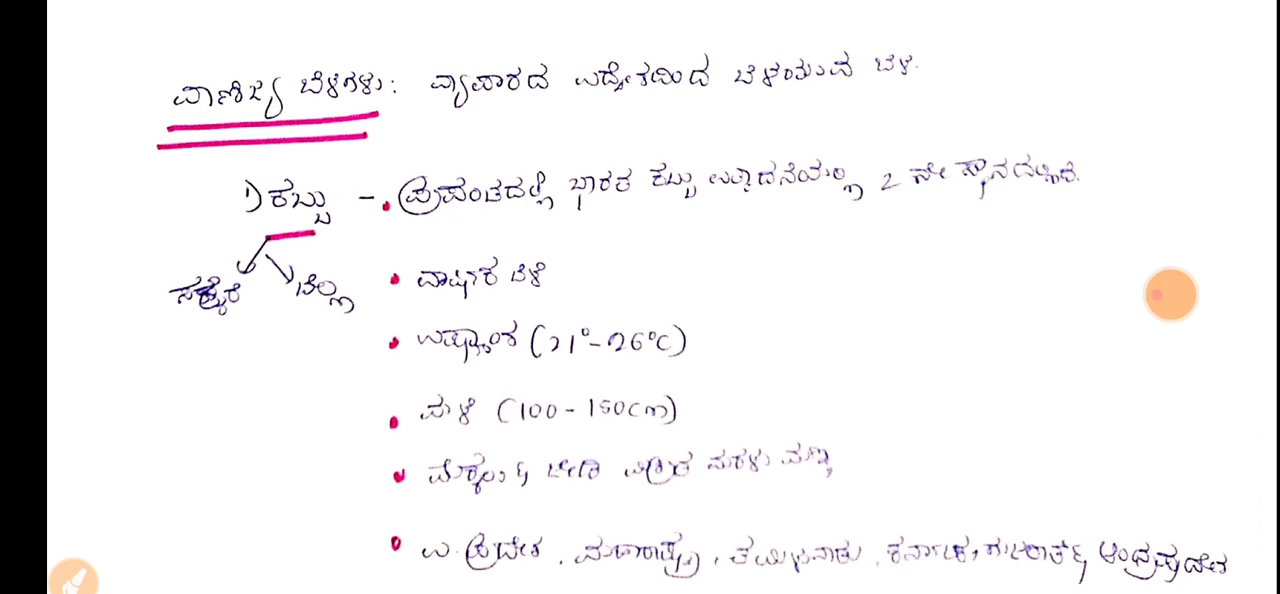 ವಾಣಿಜ್ಯ ಬೆಳೆಗಳು: ವ್ಯಾಪಾರದ ಉದ್ದೇಶದಿಂದ ಬೆಳೆಯುವ ಬೆಳೆ.
1) ಕಬ್ಬು - . ಪ್ರಪಂಚದಲ್ಲಿ ಭಾರತ ಕಬ್ಬು ಉತ್ಪಾದನೆಯಲ್ಲಿ 2 ನೇ ಸ್ಥಾನದಲ್ಲಿದೆ.
ಸಕ್ಕರೆ ಬೆಲ್ಲ
• ವಾರ್ಷಿಕ ಬೆಳೆ
• ಉಷ್ಣಾಂಶ (21°-26°C)
• ಮಳೆ (100 - 150cm)
• ಮೆಕ್ಕಲು & ಜೇಡಿ ಮಿಶ್ರಿತ ಮರಳು ಮಣ್ಣು
• ಉ. ಪ್ರದೇಶ, ಮಹಾರಾಷ್ಟ್ರ, ತಮಿಳುನಾಡು, ಕರ್ನಾಟಕ, ಗುಜರಾತ್ & ಆಂಧ್ರಪ್ರದೇಶ